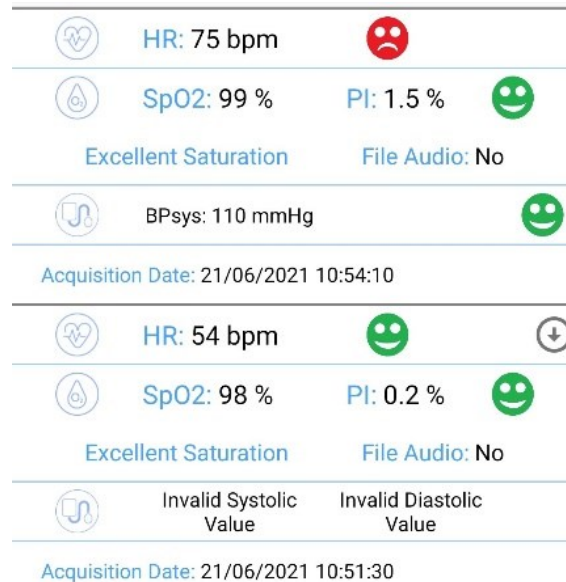 HR: 75 bpm
SpO2: 99 % PI: 1.5 %
Excellent Saturation File Audio: No
BPsys: 110 mmHg
Acquisition Date: 21/06/2021 10:54:10
HR: 54 bpm
SpO2: 98 % PI: 0.2 %
Excellent Saturation File Audio: No
Invalid Systolic Value Invalid Diastolic Value
Acquisition Date: 21/06/2021 10:51:30